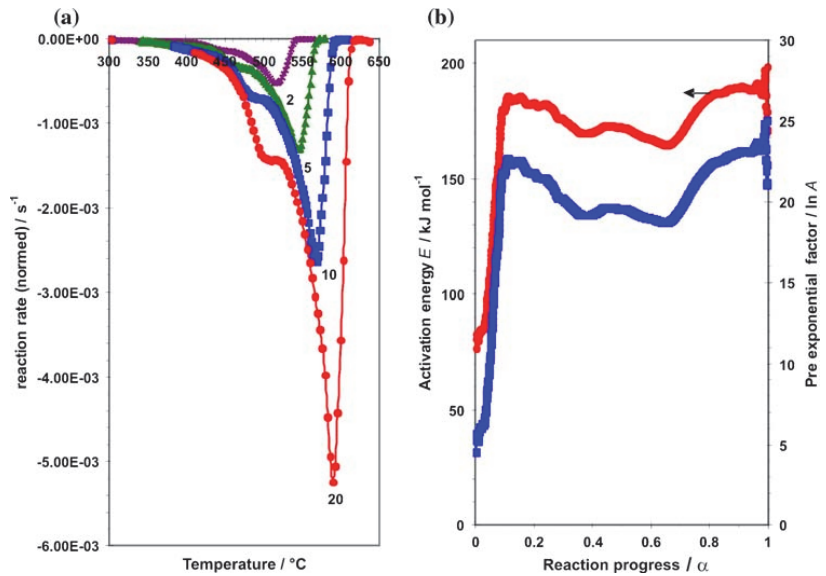 (a)
0.00E+00
300 350 400 450 500 550 600 650
-1.00E-03
-2.00E-03
-3.00E-03
-4.00E-03
-5.00E-03
-6.00E-03
reaction rate (normed) / s⁻¹
2
5
10
20
Temperature / °C
(b)
200
150
100
50
0
Activation energy E / kJ mol⁻¹
30
25
20
15
10
5
0
Pre exponential factor / ln A
0 0.2 0.4 0.6 0.8 1
Reaction progress / α